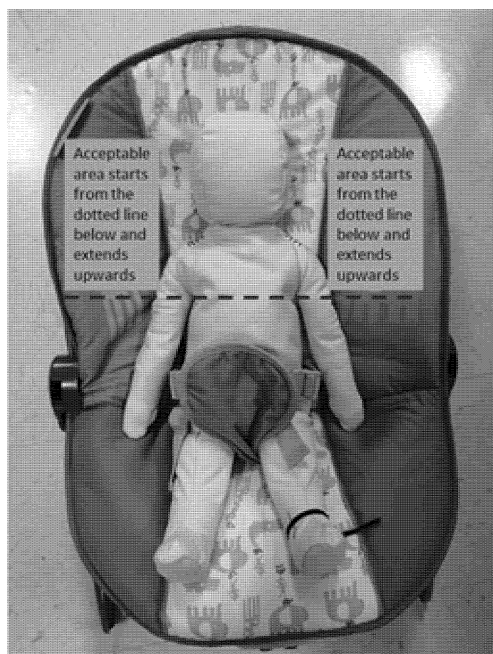 Acceptable
area starts
from the
dotted line
below and
extends
upwards
Acceptable
area starts
from the
dotted line
below and
extends
upwards